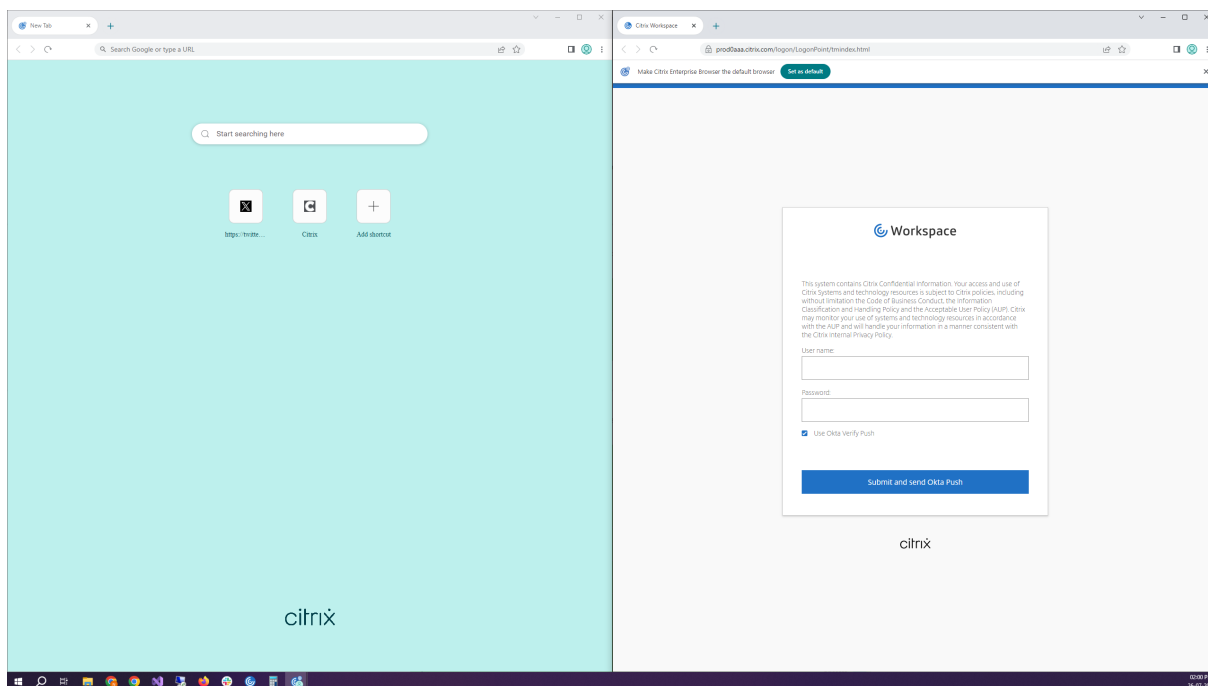 New Tab
Search Google or type a URL
Start searching here
https://twitte...
Citrix
Add shortcut
citrix
Citrix Workspace
prod0aaa.citrix.com/logon/LogonPoint/tmindex.html
Make Citrix Enterprise Browser the default browser
Set as default
Workspace
This system contains Citrix Confidential Information. Your access and use of
Citrix Systems and technology resources is subject to Citrix policies, including
without limitation the Code of Business Conduct, the Information
Classification and Handling Policy and the Acceptable User Policy (AUP). Citrix
may monitor your use of systems and technology resources in accordance
with the AUP and will handle your information in a manner consistent with
the Citrix Internal Privacy Policy.
User name:
Password:
Use Okta Verify Push
Submit and send Okta Push
citrix
02:00 P